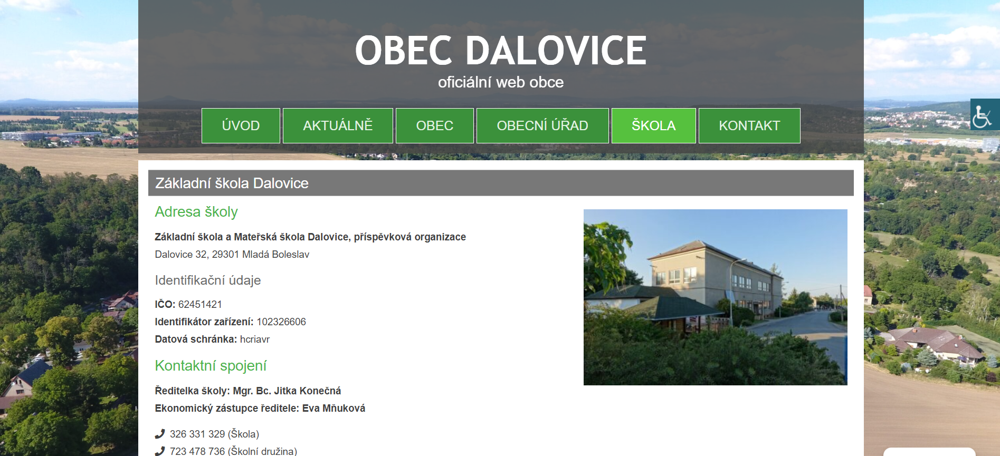 OBEC DALOVICE
oficiální web obce
ÚVOD
AKTUÁLNĚ
OBEC
OBECNÍ ÚŘAD
ŠKOLA
KONTAKT
Základní škola Dalovice
Adresa školy
Základní škola a Mateřská škola Dalovice, příspěvková organizace
Dalovice 32, 29301 Mladá Boleslav
Identifikační údaje
IČO: 62451421
Identifikátor zařízení: 102326606
Datová schránka: hcriavr
Kontaktní spojení
Ředitelka školy: Mgr. Bc. Jitka Konečná
Ekonomický zástupce ředitele: Eva Mňuková
326 331 329 (Škola)
723 478 736 (Školní družina)